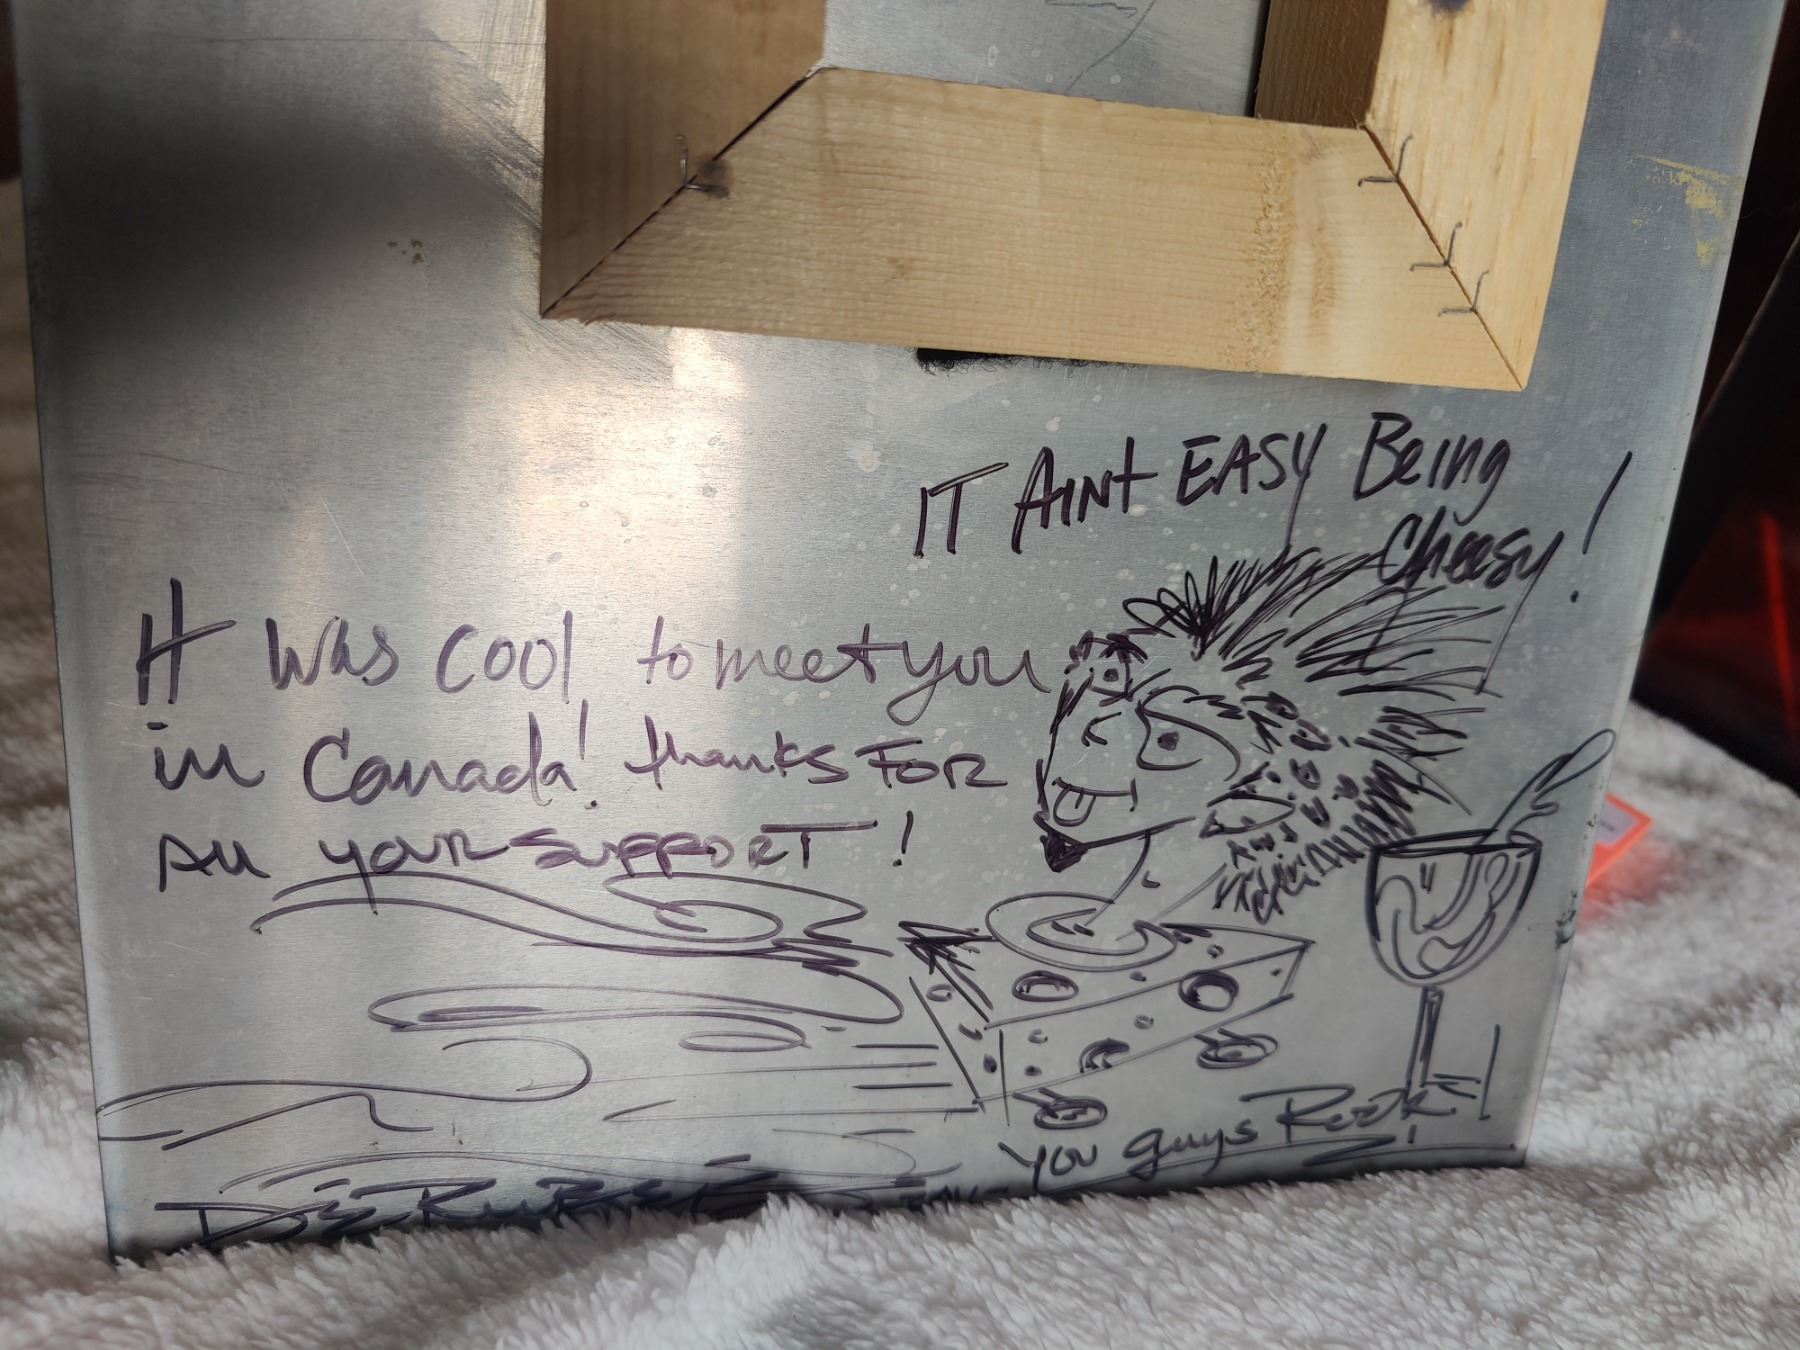 IT AINt EASY Being
Cheesy!
It was cool to meet you
in Canada! thanks FOR
All your SuppoRT!
You guys Rock!